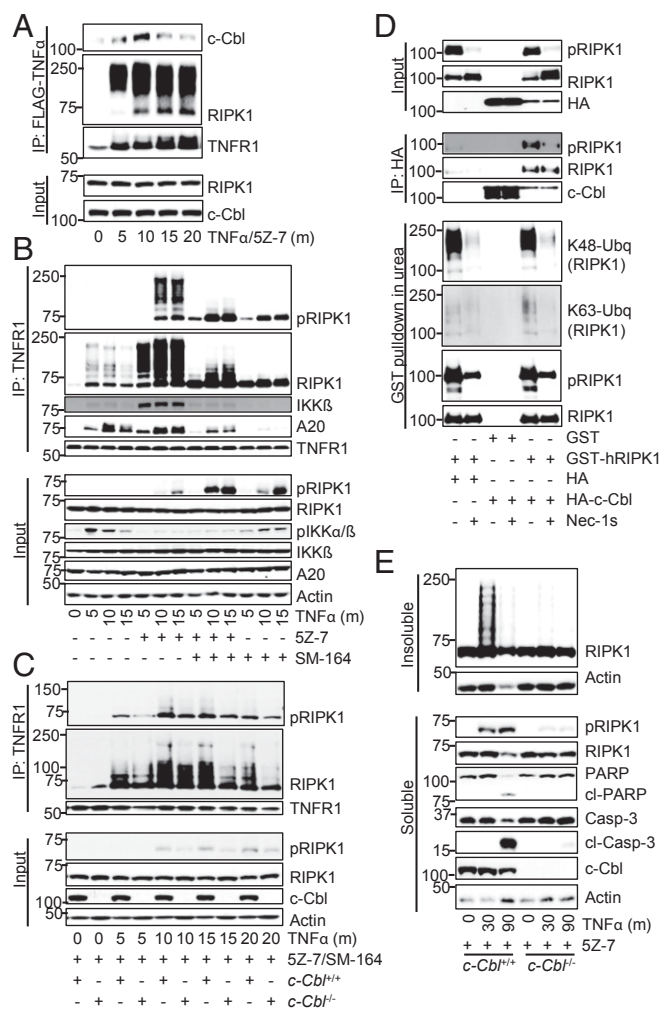 A
IP: FLAG-TNFα
100
c-Cbl
250
75
RIPK1
50
TNFR1
Input
75
RIPK1
100
c-Cbl
0 5 10 15 20 TNFα/5Z-7 (m)
B
IP: TNFR1
250
75
pRIPK1
250
75
RIPK1
75
IKKß
75
A20
50
TNFR1
Input
75
pRIPK1
75
RIPK1
75
pIKKα/ß
75
IKKß
75
A20
50
Actin
0 5 10 15 5 10 15 5 10 15 5 10 15 TNFα (m)
- - - - + + + + + + - - - 5Z-7
- - - - - - - + + + + + + SM-164
C
IP: TNFR1
150
75
pRIPK1
250
100
75
RIPK1
50
TNFR1
Input
75
pRIPK1
75
RIPK1
100
c-Cbl
50
Actin
0 0 5 5 10 10 15 15 20 20 TNFα (m)
+ + + + + + + + + + 5Z-7/SM-164
+ - + - + - + - + - c-Cbl+/+
- + - + - + - + - + c-Cbl-/-
D
Input
100
pRIPK1
100
RIPK1
100
HA
IP: HA
100
pRIPK1
100
RIPK1
100
c-Cbl
GST pulldown in urea
250
100
K48-Ubq
(RIPK1)
250
100
K63-Ubq
(RIPK1)
100
pRIPK1
100
RIPK1
- - + + - - GST
+ + - - + + GST-hRIPK1
+ + - - - - HA
- - + + + + HA-c-Cbl
- + - + - + Nec-1s
E
Insoluble
250
75
RIPK1
50
Actin
Soluble
75
pRIPK1
75
RIPK1
100
PARP
75
cl-PARP
37
Casp-3
15
cl-Casp-3
100
c-Cbl
50
Actin
0 30 90 0 30 90 TNFα (m)
+ + + + + + 5Z-7
c-Cbl+/+ c-Cbl-/-